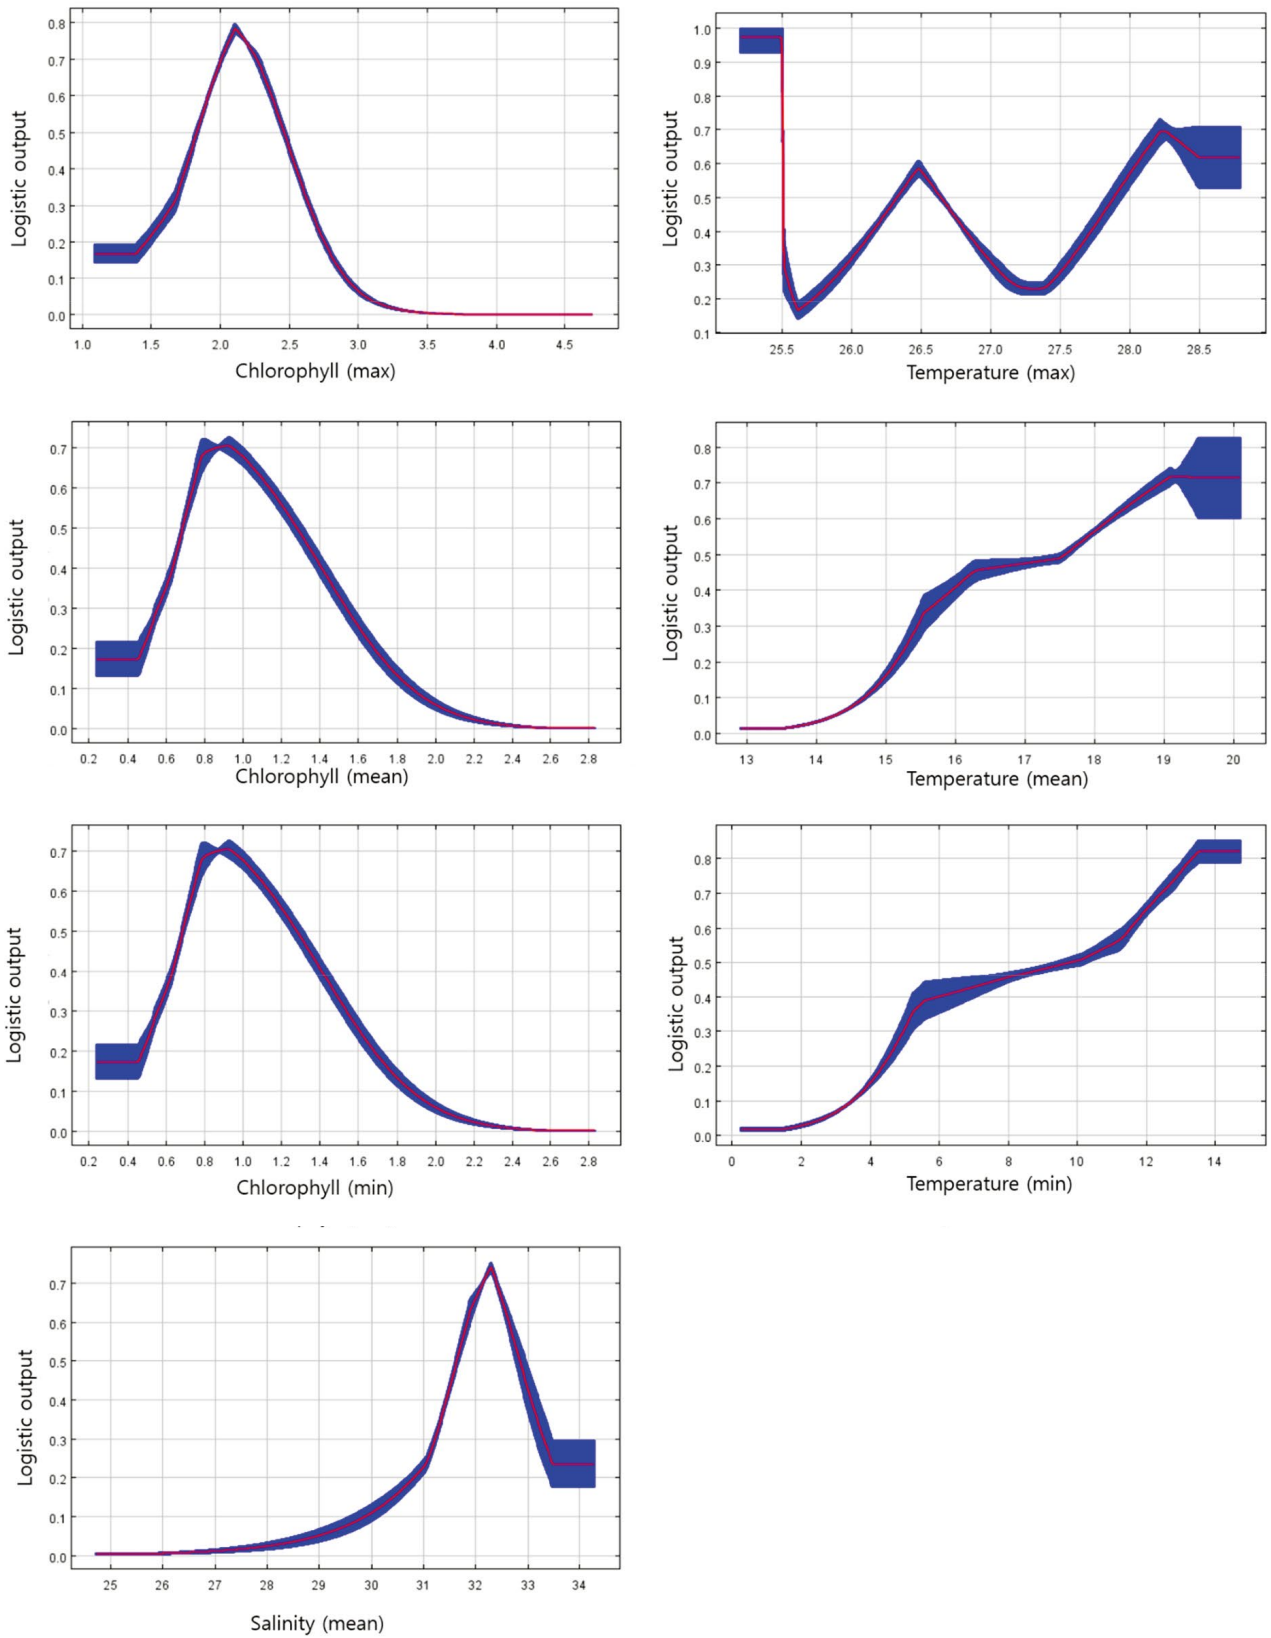 0.8
0.7
0.6
0.5
0.4
0.3
0.2
0.1
0.0
Logistic output
1.0 1.5 2.0 2.5 3.0 3.5 4.0 4.5
Chlorophyll (max)
1.0
0.9
0.8
0.7
0.6
0.5
0.4
0.3
0.2
0.1
Logistic output
25.5 26.0 26.5 27.0 27.5 28.0 28.5
Temperature (max)
0.7
0.6
0.5
0.4
0.3
0.2
0.1
0.0
Logistic output
0.2 0.4 0.6 0.8 1.0 1.2 1.4 1.6 1.8 2.0 2.2 2.4 2.6 2.8
Chlorophyll (mean)
0.8
0.7
0.6
0.5
0.4
0.3
0.2
0.1
0.0
Logistic output
13 14 15 16 17 18 19 20
Temperature (mean)
0.7
0.6
0.5
0.4
0.3
0.2
0.1
0.0
Logistic output
0.2 0.4 0.6 0.8 1.0 1.2 1.4 1.6 1.8 2.0 2.2 2.4 2.6 2.8
Chlorophyll (min)
0.8
0.7
0.6
0.5
0.4
0.3
0.2
0.1
0.0
Logistic output
0 2 4 6 8 10 12 14
Temperature (min)
0.7
0.6
0.5
0.4
0.3
0.2
0.1
0.0
Logistic output
25 26 27 28 29 30 31 32 33 34
Salinity (mean)